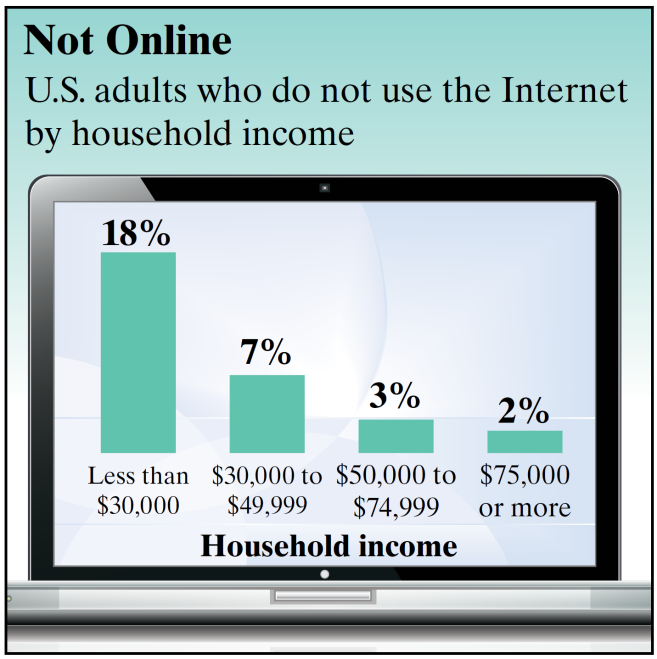 Not Online
U.S. adults who do not use the Internet
by household income
18%
7%
3%
2%
Less than
$30,000
$30,000 to
$49,999
$50,000 to
$74,999
$75,000
or more
Household income